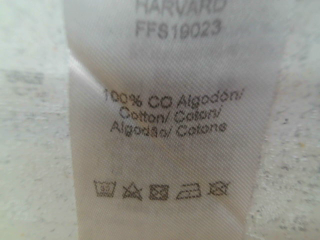 HARVARD
FFS19023
100% CO Algodón/
Cotton/ Coton/
Algodão/ Cotone